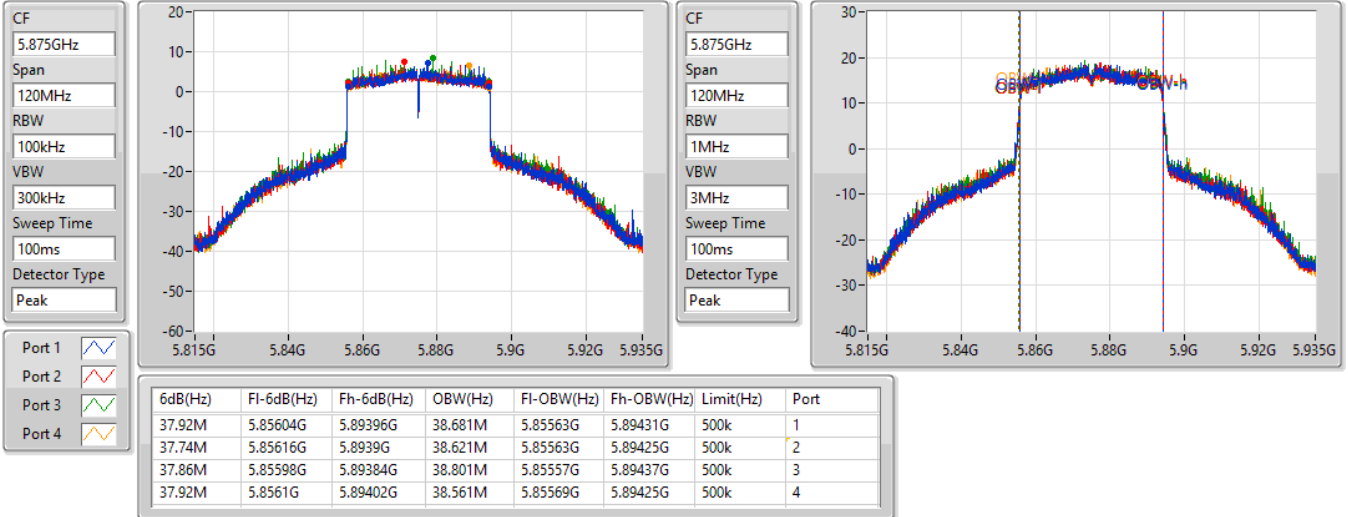 CF
5.875GHz
Span
120MHz
RBW
100kHz
VBW
300kHz
Sweep Time
100ms
Detector Type
Peak
20
10
0
-10
-20
-30
-40
-50
-60
5.815G 5.84G 5.86G 5.88G 5.9G 5.92G 5.935G
CF
5.875GHz
Span
120MHz
RBW
1MHz
VBW
3MHz
Sweep Time
100ms
Detector Type
Peak
30
20
10
0
-10
-20
-30
-40
OBW-h
5.815G 5.84G 5.86G 5.88G 5.9G 5.92G 5.935G
Port 1
Port 2
Port 3
Port 4
6dB(Hz) Fl-6dB(Hz) Fh-6dB(Hz) OBW(Hz) Fl-OBW(Hz) Fh-OBW(Hz) Limit(Hz) Port
37.92M 5.85604G 5.89396G 38.681M 5.85563G 5.89431G 500k 1
37.74M 5.85616G 5.8939G 38.621M 5.85563G 5.89425G 500k 2
37.86M 5.85598G 5.89384G 38.801M 5.85557G 5.89437G 500k 3
37.92M 5.8561G 5.89402G 38.561M 5.85569G 5.89425G 500k 4